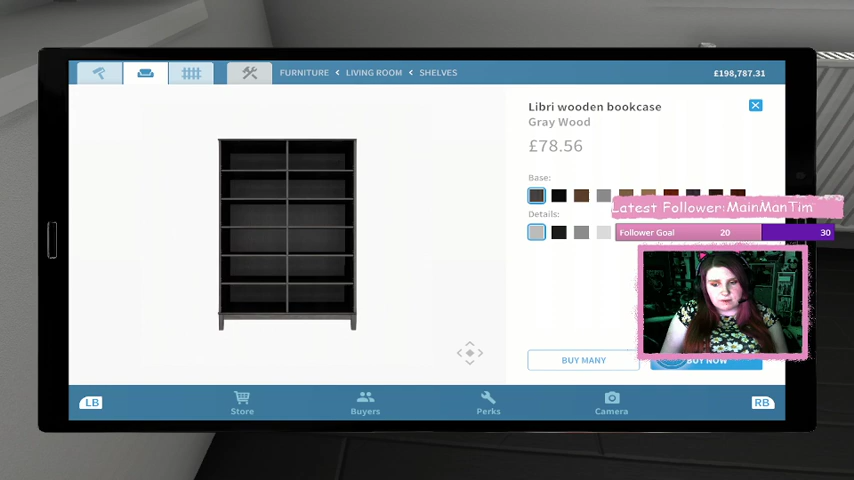 FURNITURE < LIVING ROOM < SHELVES
£198,787.31
Libri wooden bookcase
Gray Wood
£78.56
Base:
Latest Follower:MainManTim
Details:
Follower Goal 20 30
BUY MANY
BUY NOW
LB
Store
Buyers
Perks
Camera
RB